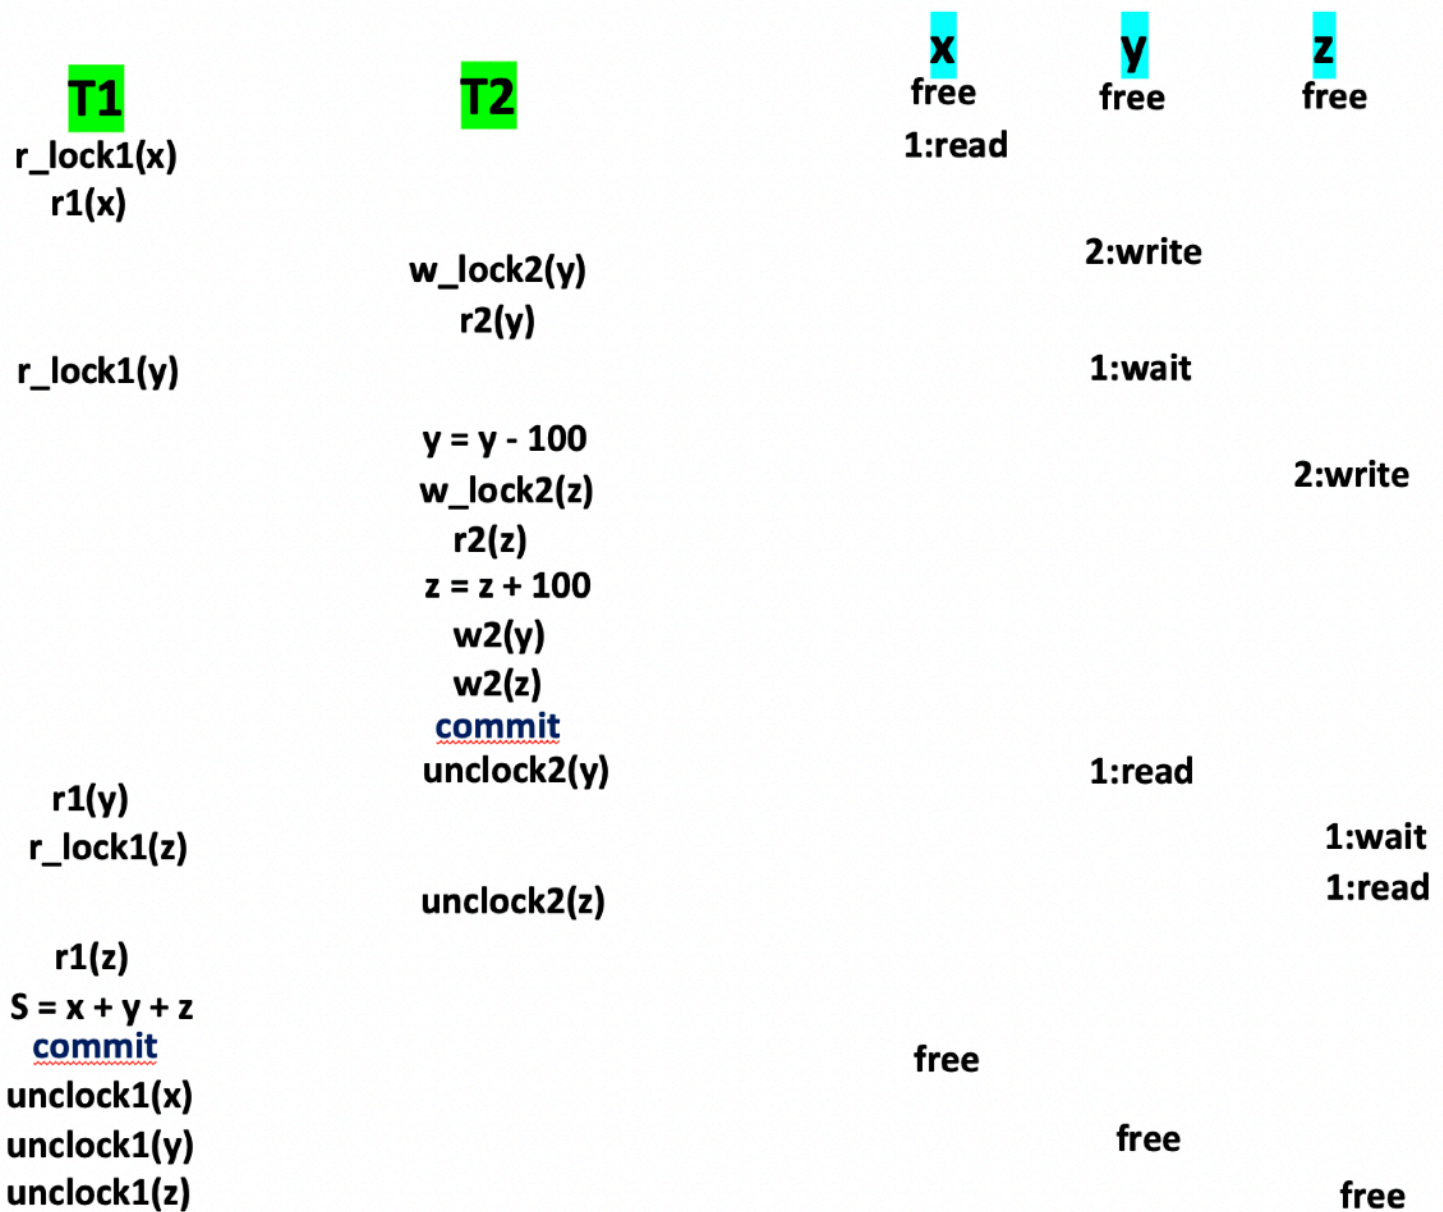 x y z
T1 T2 free free free
r_lock1(x) 1:read
r1(x)
w_lock2(y) 2:write
r2(y)
r_lock1(y) 1:wait
y = y - 100
w_lock2(z) 2:write
r2(z)
z = z + 100
w2(y)
w2(z)
commit
unclock2(y) 1:read
r1(y)
r_lock1(z) 1:wait
unclock2(z) 1:read
r1(z)
S = x + y + z
commit free
unclock1(x)
unclock1(y) free
unclock1(z) free